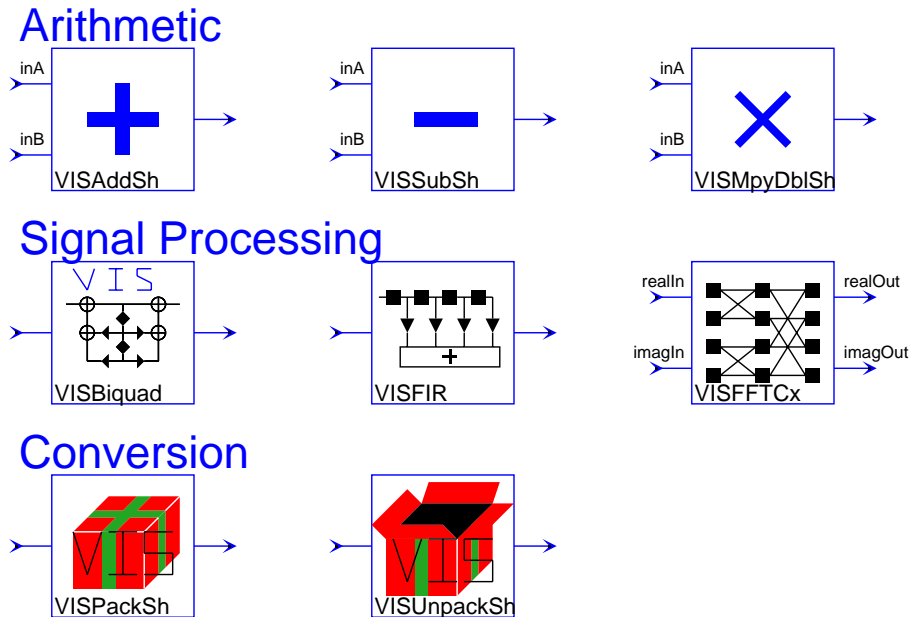 Arithmetic
inA inA inA
inB inB inB
VISAddSh VISSubSh VISMpyDblSh
Signal Processing
VIS
realIn realOut
imagIn imagOut
VISBiquad VISFIR VISFFTCx
Conversion
VIS VIS
VISPackSh VISUnpackSh